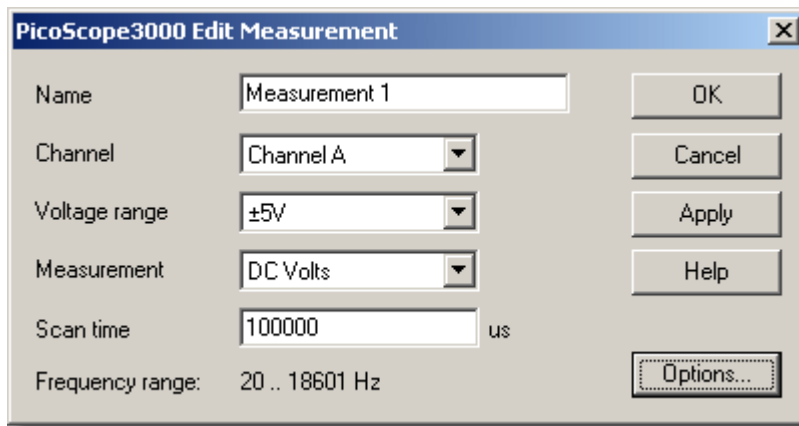 PicoScope3000 Edit Measurement
Name Measurement 1 OK
Channel Channel A Cancel
Voltage range ±5V Apply
Measurement DC Volts Help
Scan time 100000 us
Frequency range: 20 .. 18601 Hz Options...